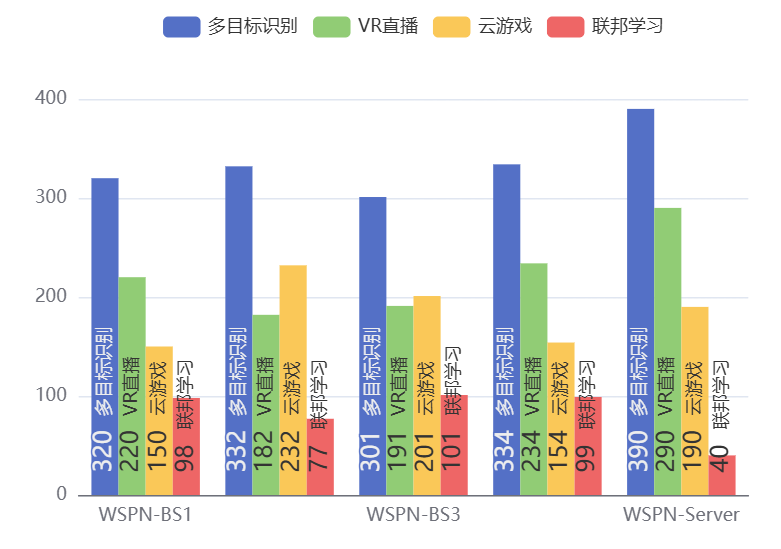 多目标识别 VR直播 云游戏 联邦学习
400
300
200
100
0
320 多目标识别
220 VR直播
150 云游戏
98 联邦学习
332 多目标识别
182 VR直播
232 云游戏
77 联邦学习
301 多目标识别
191 VR直播
201 云游戏
101 联邦学习
334 多目标识别
234 VR直播
154 云游戏
99 联邦学习
390 多目标识别
290 VR直播
190 云游戏
40 联邦学习
WSPN-BS1 WSPN-BS3 WSPN-Server